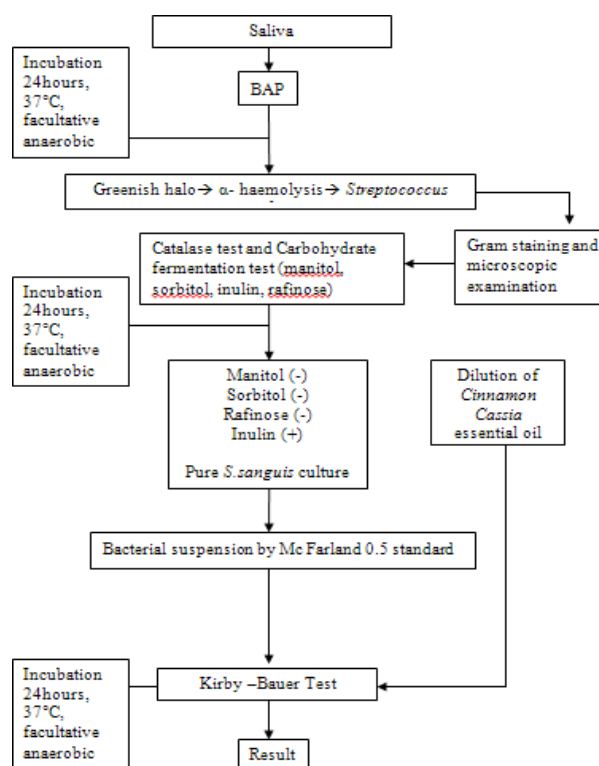 Saliva
Incubation
24hours,
37°C,
facultative
anaerobic
BAP
Greenish halo→ α- haemolysis→ Streptococcus
-
Gram staining and
microscopic
examination
Catalase test and Carbohydrate
fermentation test (manitol,
sorbitol, inulin, rafinose)
Incubation
24hours,
37°C,
facultative
anaerobic
Manitol (-)
Sorbitol (-)
Rafinose (-)
Inulin (+)
Pure S.sanguis culture
Dilution of
Cinnamon
Cassia
essential oil
Bacterial suspension by Mc Farland 0.5 standard
Incubation
24hours,
37°C,
facultative
anaerobic
Kirby –Bauer Test
Result